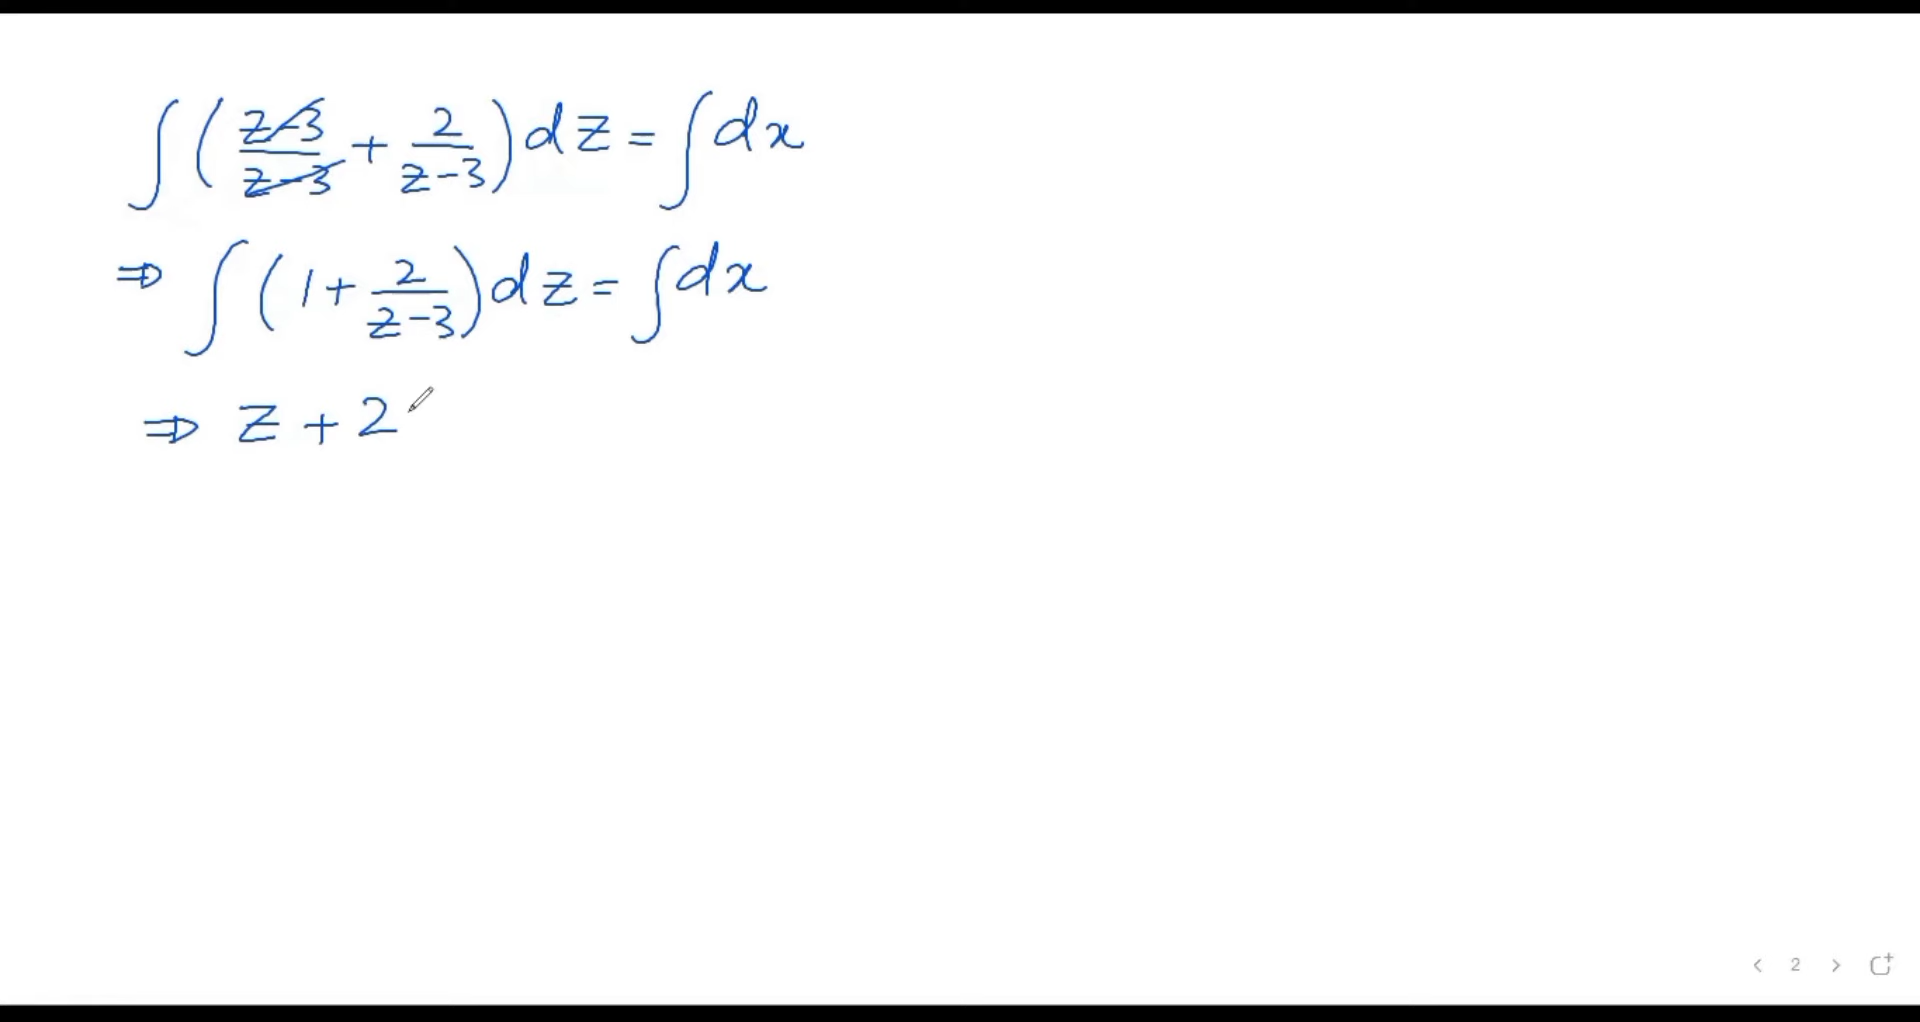 ∫ ( (z-3)/(z-3) + 2/(z-3) ) dz = ∫ dx
⇒ ∫ ( 1 + 2/(z-3) ) dz = ∫ dx
⇒ z + 2
< 2 >